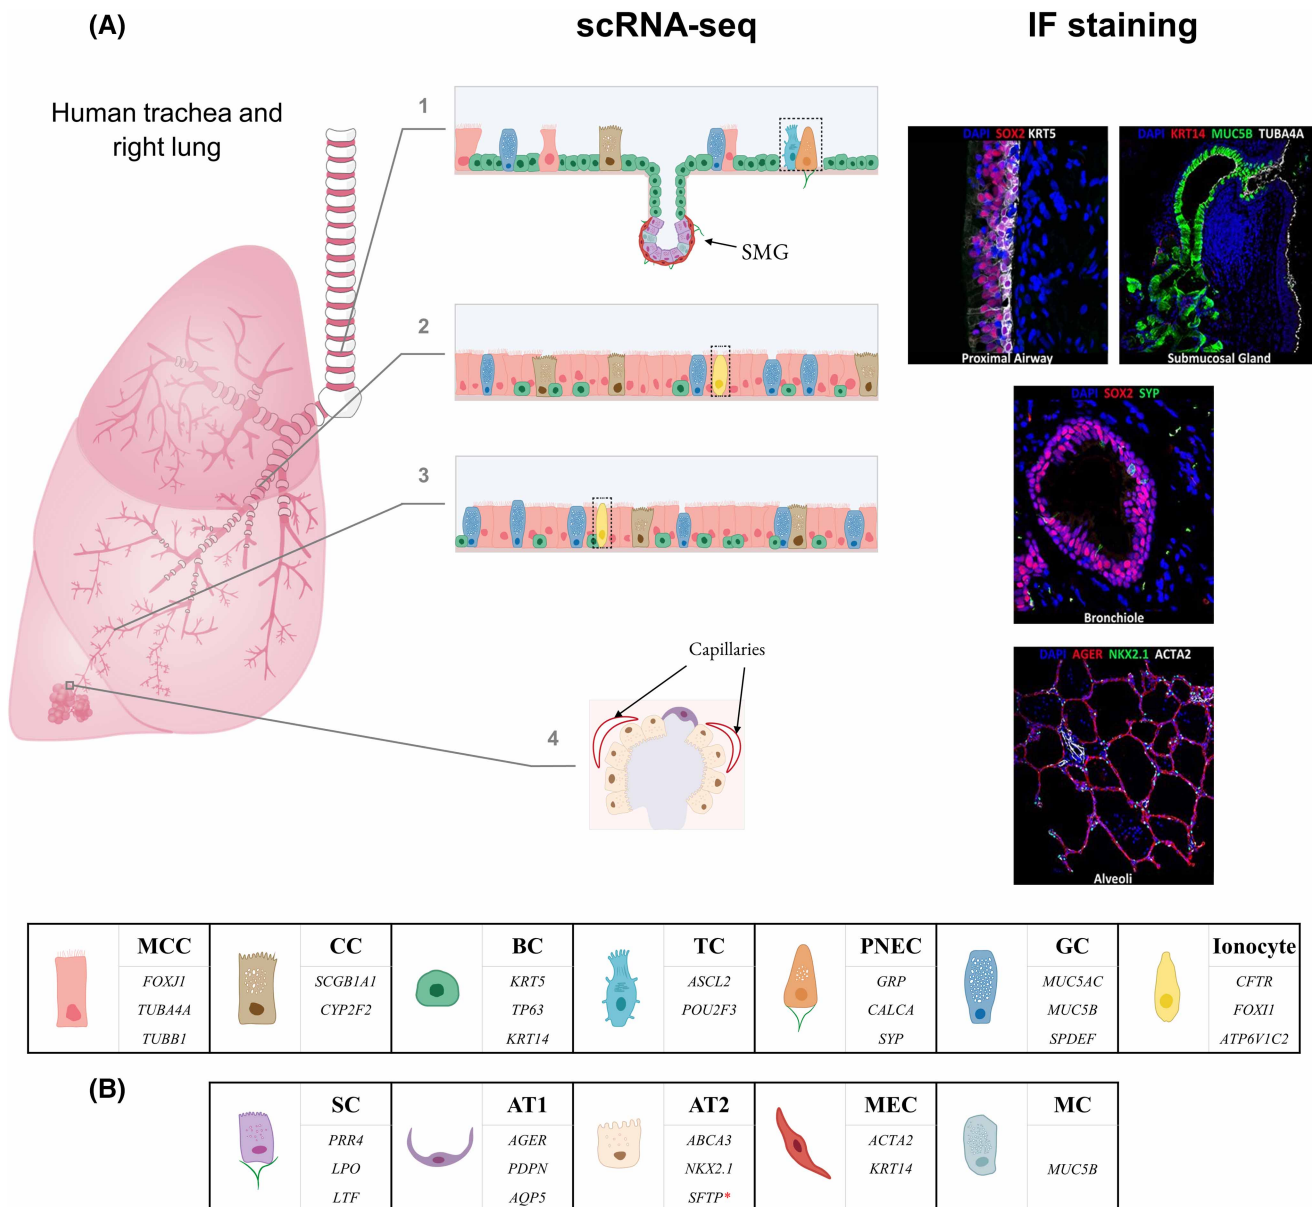 (A)
scRNA-seq
IF staining
Human trachea and
right lung
1
SMG
2
3
Capillaries
4
DAPI SOX2 KRT5
Proximal Airway
DAPI KRT14 MUC5B TUBA4A
Submucosal Gland
DAPI SOX2 SYP
Bronchiole
DAPI AGER NKX2.1 ACTA2
Alveoli
MCC
FOXJ1
TUBA4A
TUBB1
CC
SCGB1A1
CYP2F2
BC
KRT5
TP63
KRT14
TC
ASCL2
POU2F3
PNEC
GRP
CALCA
SYP
GC
MUC5AC
MUC5B
SPDEF
Ionocyte
CFTR
FOXI1
ATP6V1C2
(B)
SC
PRR4
LPO
LTF
AT1
AGER
PDPN
AQP5
AT2
ABCA3
NKX2.1
SFTP*
MEC
ACTA2
KRT14
MC
MUC5B